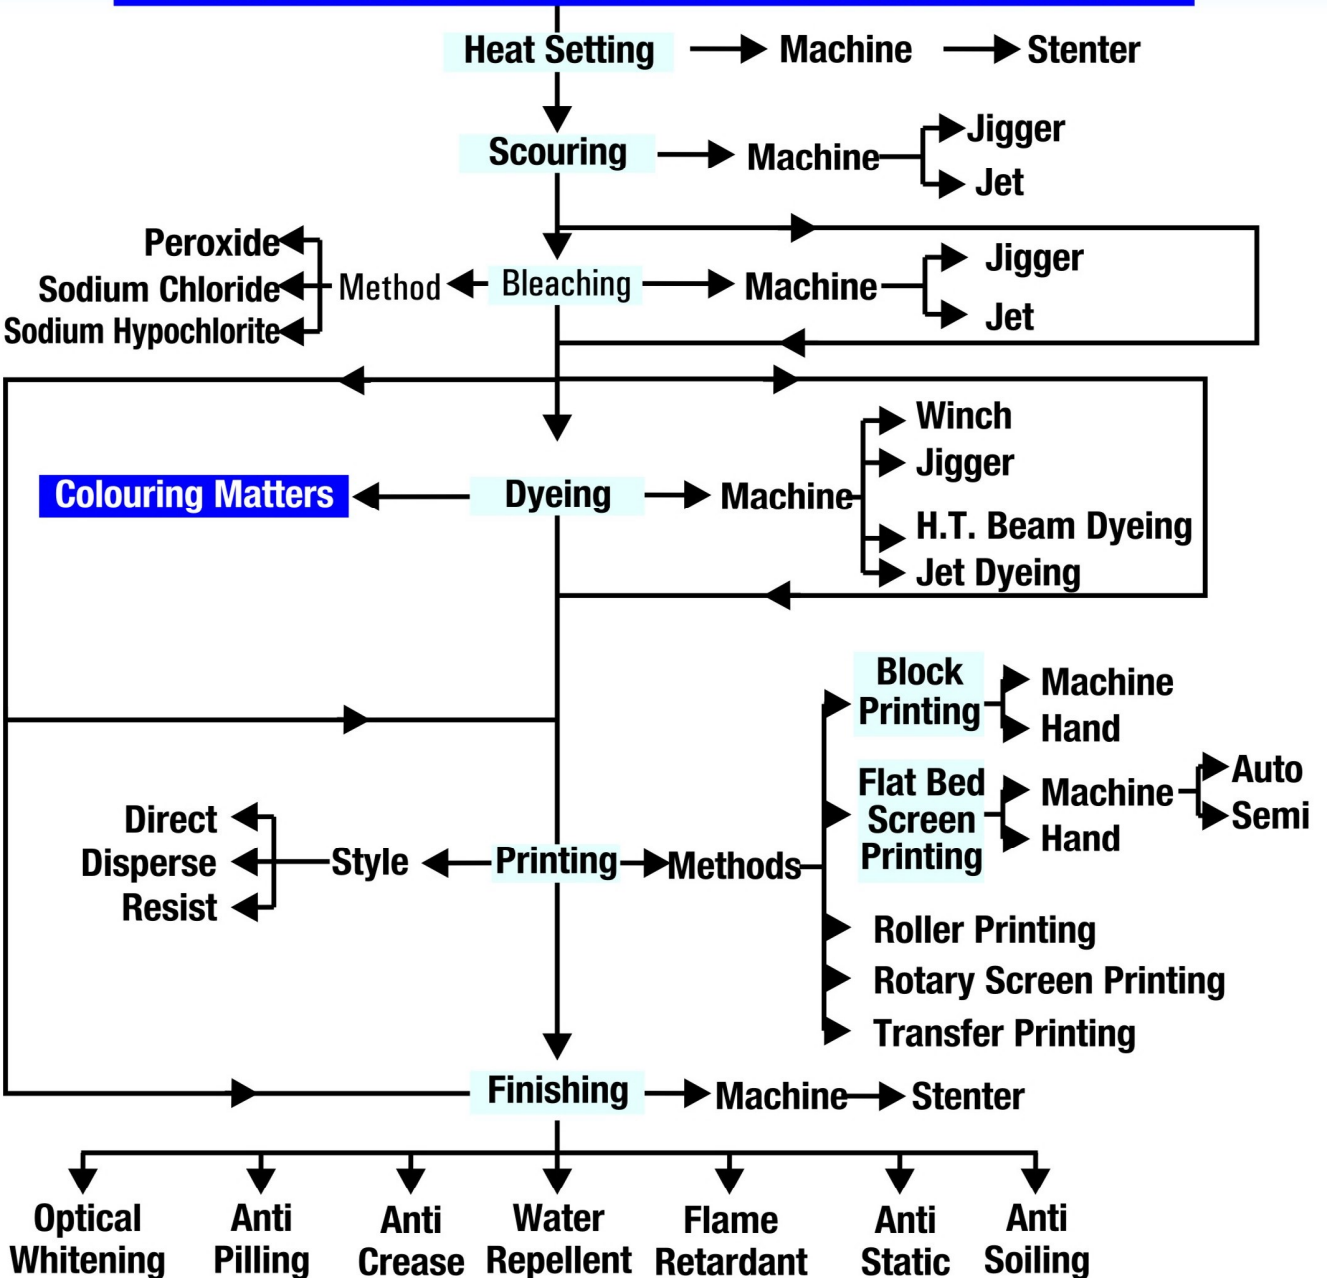 Heat Setting Machine Stenter
Jigger
Scouring Machine
Jet
Peroxide
Jigger
Sodium Chloride Method Bleaching Machine
Jet
Sodium Hypochlorite
Winch
Jigger
Colouring Matters Dyeing Machine
H.T. Beam Dyeing
Jet Dyeing
Block
Printing
Machine
Hand
Flat Bed
Screen
Printing
Machine
Hand
Auto
Semi
Direct
Disperse Style Printing Methods
Resist
Roller Printing
Rotary Screen Printing
Transfer Printing
Finishing Machine Stenter
Optical
Whitening
Anti
Pilling
Anti
Crease
Water
Repellent
Flame
Retardant
Anti
Static
Anti
Soiling